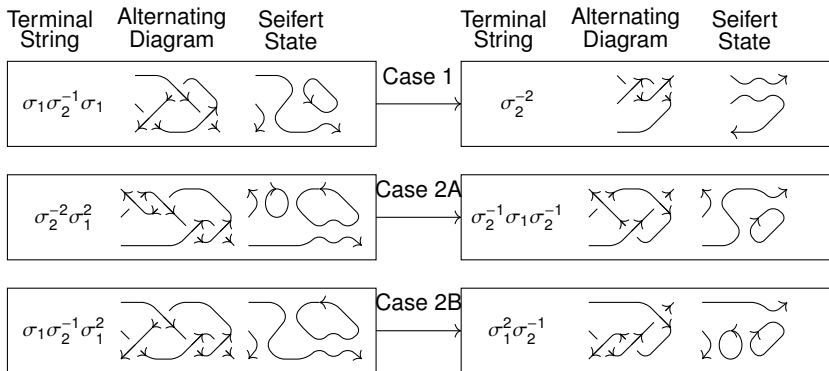 Terminal String Alternating Diagram Seifert State Terminal String Alternating Diagram Seifert State
σ₁σ₂⁻¹σ₁ Case 1 σ₂⁻²
σ₂⁻²σ₁² Case 2A σ₂⁻¹σ₁σ₂⁻¹
σ₁σ₂⁻¹σ₁² Case 2B σ₁²σ₂⁻¹